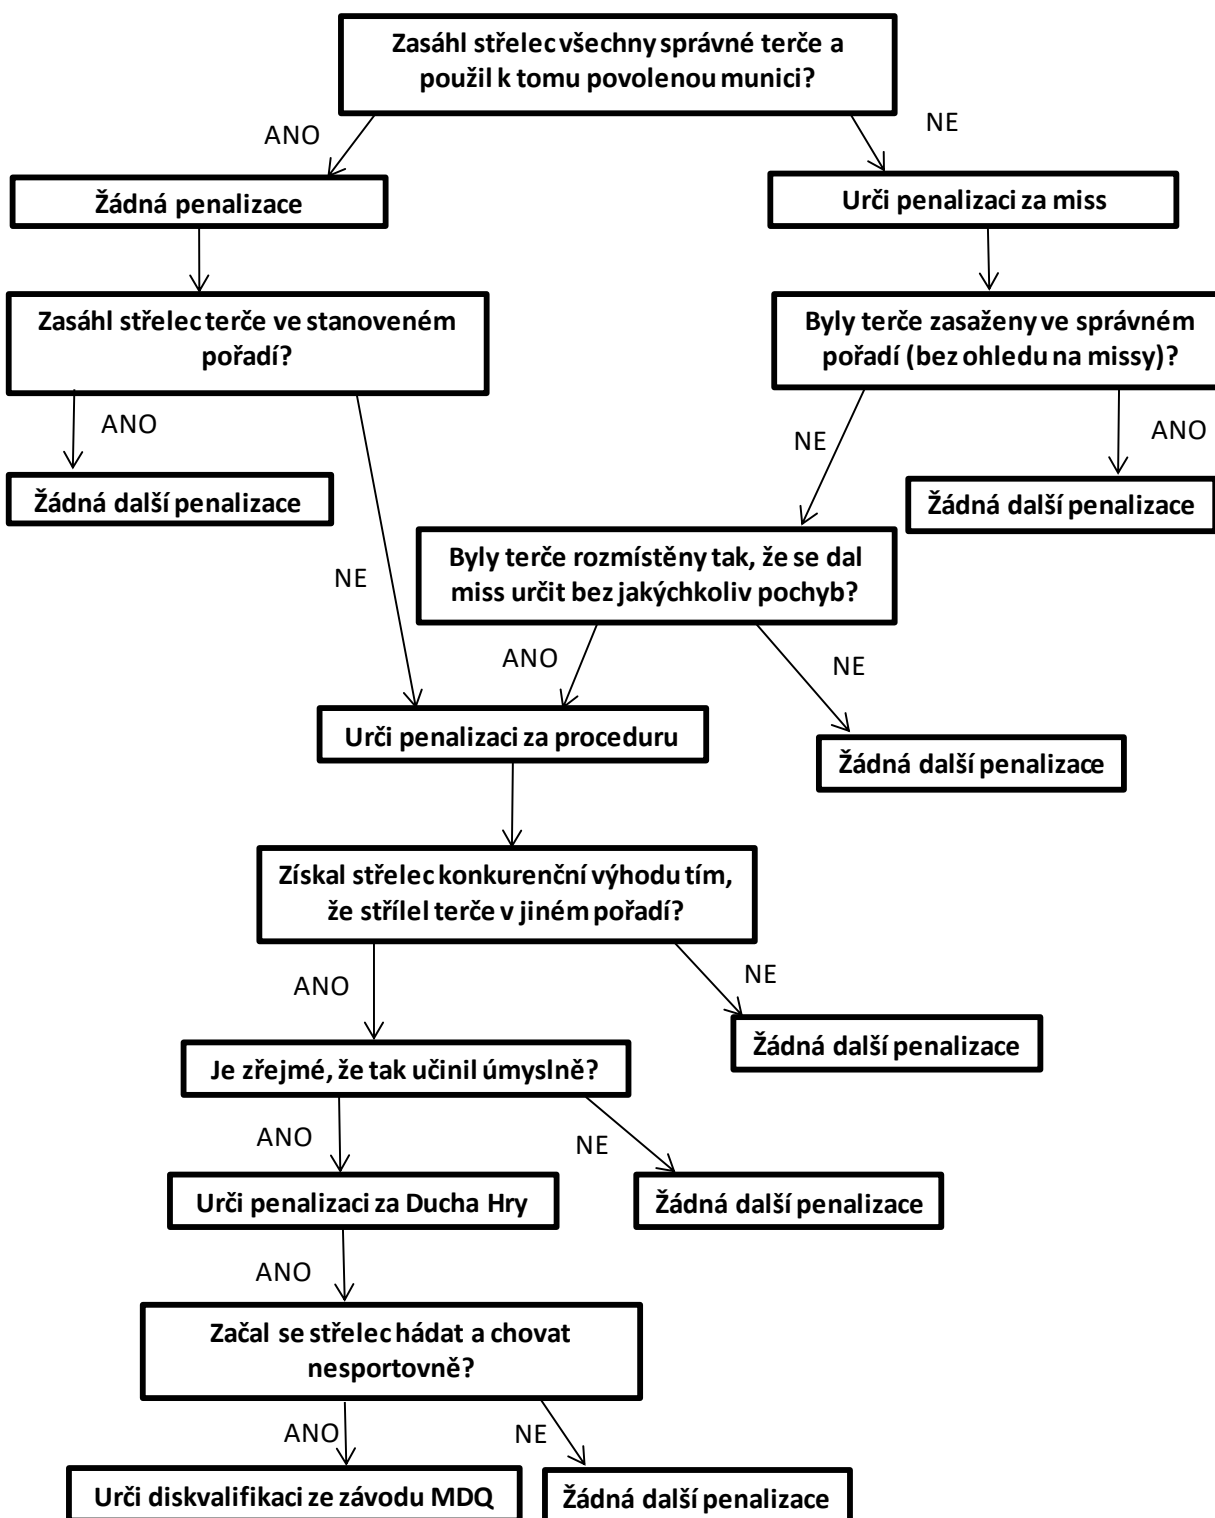 Zasáhl střelec všechny správné terče a
použil k tomu povolenou munici?
ANO
NE
Žádná penalizace
Urči penalizaci za miss
Zasáhl střelec terče ve stanoveném
pořadí?
Byly terče zasaženy ve správném
pořadí (bez ohledu na missy)?
ANO
NE
ANO
Žádná další penalizace
Žádná další penalizace
NE
Byly terče rozmístěny tak, že se dal
miss určit bez jakýchkoliv pochyb?
ANO
NE
Urči penalizaci za proceduru
Žádná další penalizace
Získal střelec konkurenční výhodu tím,
že střílel terče v jiném pořadí?
ANO
NE
Žádná další penalizace
Je zřejmé, že tak učinil úmyslně?
ANO
NE
Urči penalizaci za Ducha Hry
Žádná další penalizace
ANO
Začal se střelec hádat a chovat
nesportovně?
ANO
NE
Urči diskvalifikaci ze závodu MDQ
Žádná další penalizace